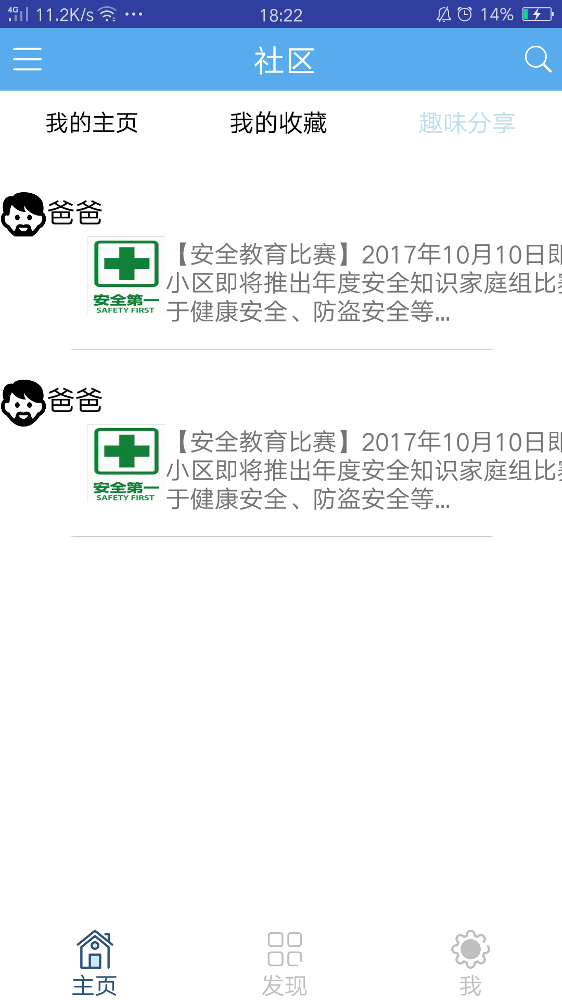 4G 11.2K/s 18:22 14%
社区
我的主页 我的收藏 趣味分享
爸爸
安全第一
SAFETY FIRST
【安全教育比赛】2017年10月10日即
小区即将推出年度安全知识家庭组比赛
于健康安全、防盗安全等...
爸爸
安全第一
SAFETY FIRST
【安全教育比赛】2017年10月10日即
小区即将推出年度安全知识家庭组比赛
于健康安全、防盗安全等...
主页 发现 我